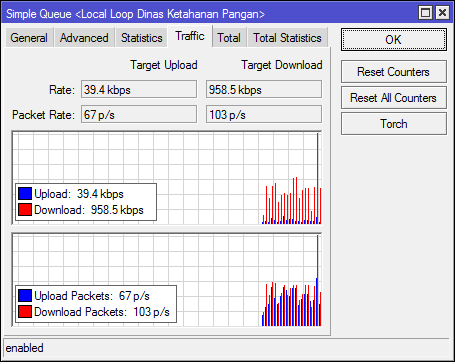 Simple Queue <Local Loop Dinas Ketahanan Pangan>
General Advanced Statistics Traffic Total Total Statistics
OK
Target Upload Target Download
Rate: 39.4 kbps 958.5 kbps
Reset Counters
Packet Rate: 67 p/s 103 p/s
Reset All Counters
Torch
Upload: 39.4 kbps
Download: 958.5 kbps
Upload Packets: 67 p/s
Download Packets: 103 p/s
enabled